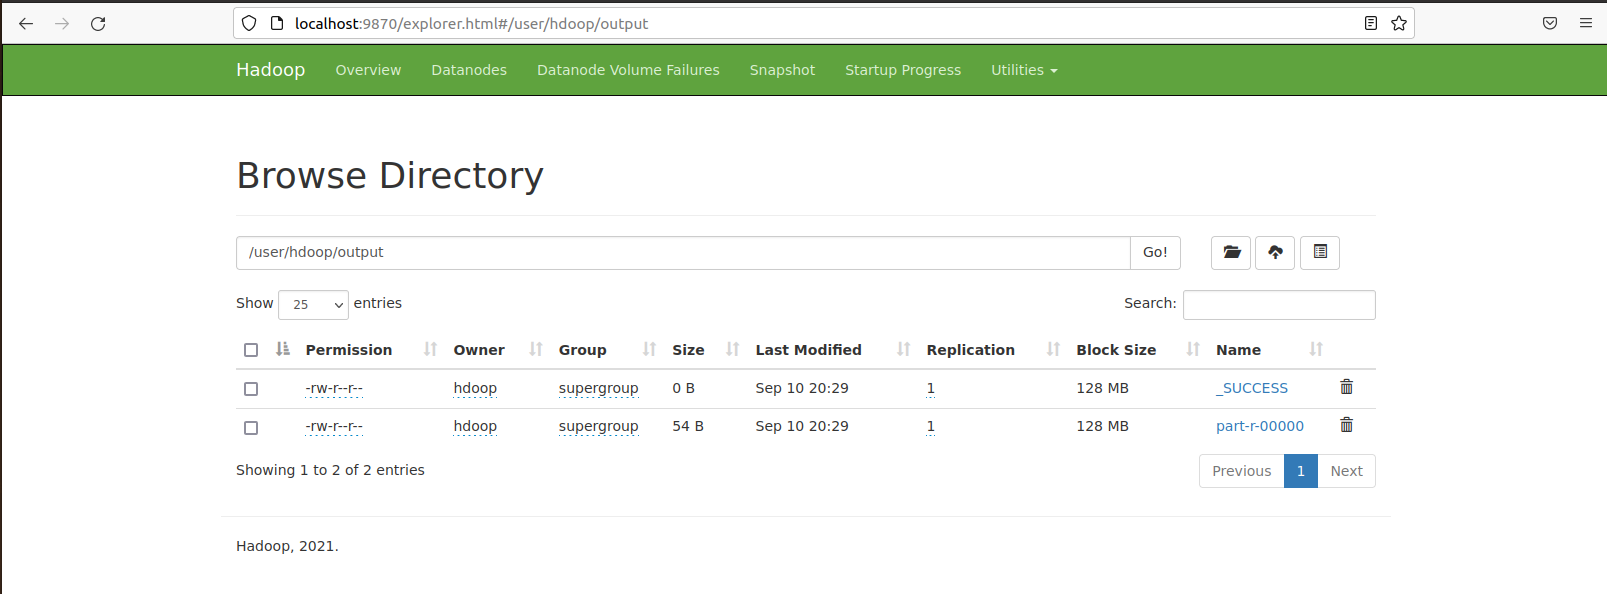 localhost:9870/explorer.html#/user/hdoop/output
Hadoop Overview Datanodes Datanode Volume Failures Snapshot Startup Progress Utilities
Browse Directory
/user/hdoop/output Go!
Show 25 entries Search:
Permission Owner Group Size Last Modified Replication Block Size Name
-rw-r--r-- hdoop supergroup 0 B Sep 10 20:29 1 128 MB _SUCCESS
-rw-r--r-- hdoop supergroup 54 B Sep 10 20:29 1 128 MB part-r-00000
Showing 1 to 2 of 2 entries Previous 1 Next
Hadoop, 2021.